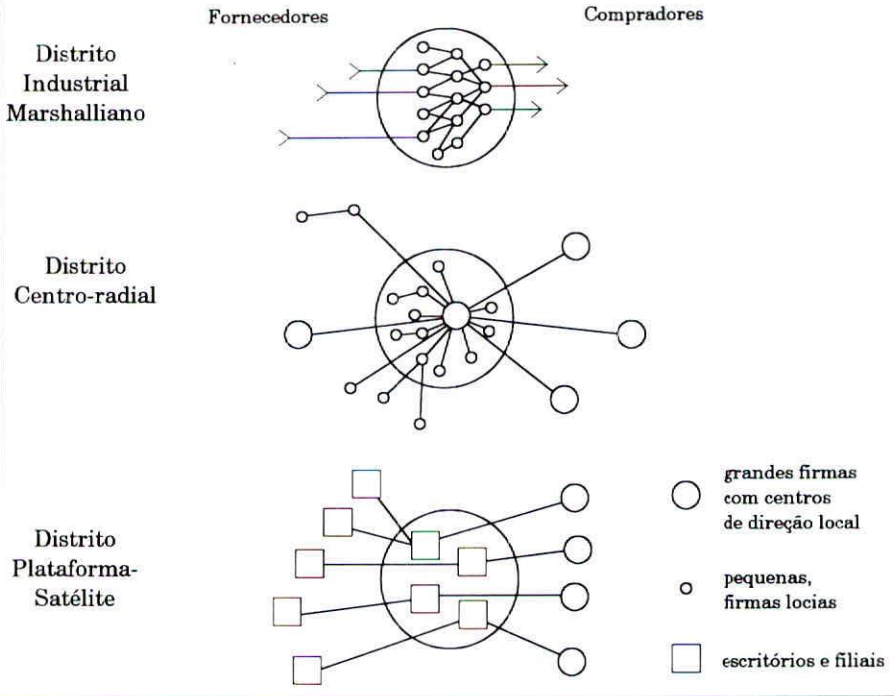 Fornecedores
Compradores
Distrito
Industrial
Marshalliano
Distrito
Centro-radial
Distrito
Plataforma-
Satélite
grandes firmas
com centros
de direção local
pequenas,
firmas locias
escritórios e filiais